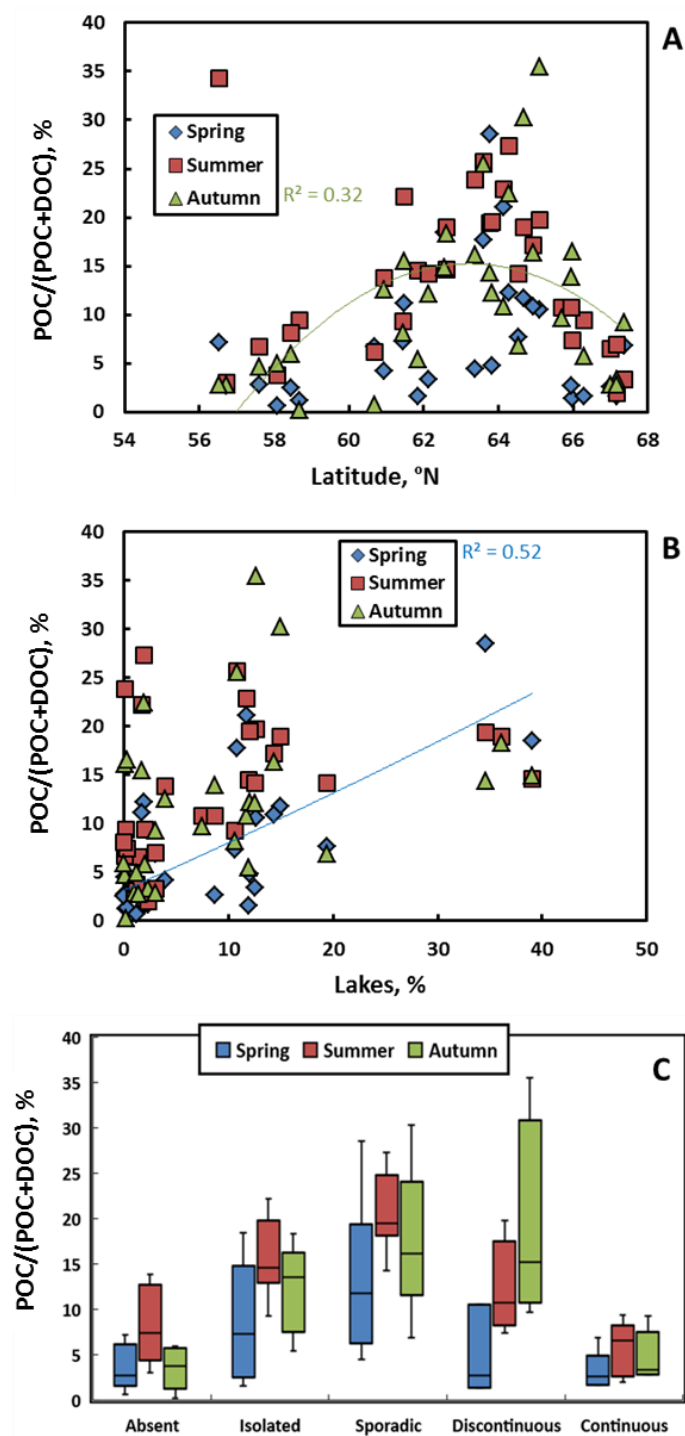 A
40
35
30
25
20
15
10
5
0
POC/(POC+DOC), %
Spring
Summer
Autumn
R² = 0.32
54 56 58 60 62 64 66 68
Latitude, °N
B
40
35
30
25
20
15
10
5
0
POC/(POC+DOC), %
Spring
Summer
Autumn
R² = 0.52
0 10 20 30 40 50
Lakes, %
C
Spring Summer Autumn
40
35
30
25
20
15
10
5
0
POC/(POC+DOC), %
Absent Isolated Sporadic Discontinuous Continuous